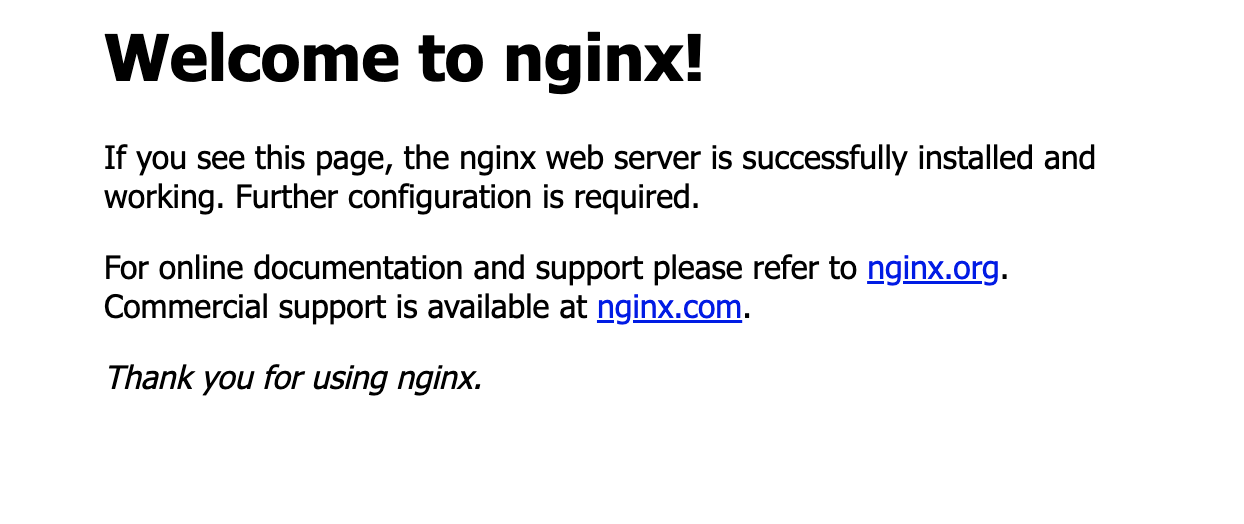 Welcome to nginx!
If you see this page, the nginx web server is successfully installed and
working. Further configuration is required.
For online documentation and support please refer to nginx.org.
Commercial support is available at nginx.com.
Thank you for using nginx.